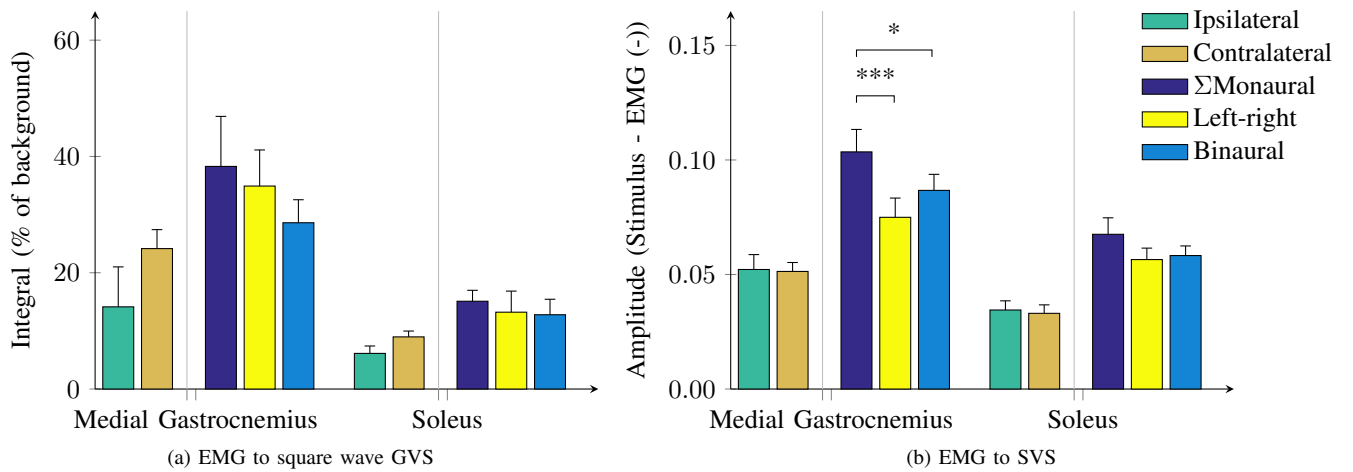 Integral (% of background)
60
40
20
0
Medial Gastrocnemius
Soleus
(a) EMG to square wave GVS
Amplitude (Stimulus - EMG (-))
0.15
0.10
0.05
0.00
*
***
Medial Gastrocnemius
Soleus
(b) EMG to SVS
Ipsilateral
Contralateral
ΣMonaural
Left-right
Binaural